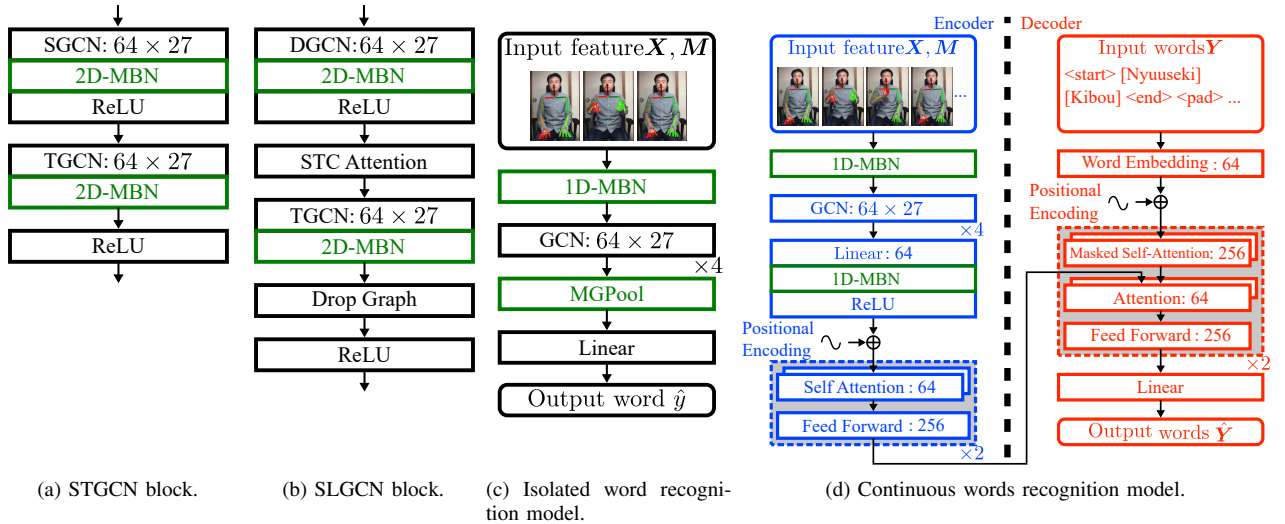 SGCN: 64 × 27
2D-MBN
ReLU
TGCN: 64 × 27
2D-MBN
ReLU
(a) STGCN block.
DGCN: 64 × 27
2D-MBN
ReLU
STC Attention
TGCN: 64 × 27
2D-MBN
Drop Graph
ReLU
(b) SLGCN block.
Input feature X, M
1D-MBN
GCN: 64 × 27
×4
MGPool
Linear
Output word ŷ
(c) Isolated word recogni-
tion model.
Encoder
Input feature X, M
...
1D-MBN
GCN: 64 × 27
×4
Linear: 64
1D-MBN
ReLU
Positional
Encoding
Self Attention : 64
Feed Forward : 256
×2
Decoder
Input words Y
<start> [Nyuuseki]
[Kibou] <end> <pad> ...
Word Embedding : 64
Positional
Encoding
Masked Self-Attention: 256
Attention: 64
Feed Forward : 256
×2
Linear
Output words Ŷ
(d) Continuous words recognition model.